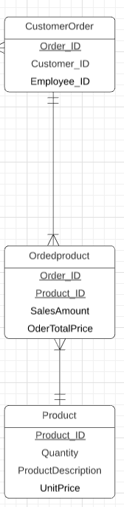 CustomerOrder
Order_ID
Customer_ID
Employee_ID
Ordedproduct
Order_ID
Product_ID
SalesAmount
OderTotalPrice
Product
Product_ID
Quantity
ProductDescription
UnitPrice